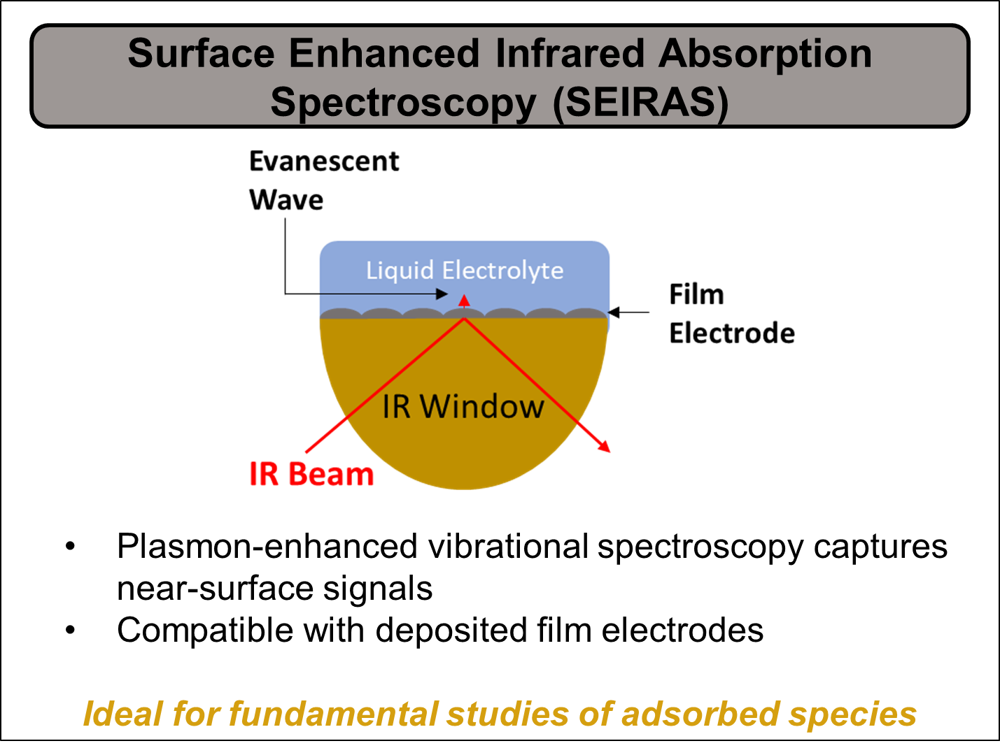 Surface Enhanced Infrared Absorption
Spectroscopy (SEIRAS)
Evanescent
Wave
Liquid Electrolyte
Film
Electrode
IR Window
IR Beam
• Plasmon-enhanced vibrational spectroscopy captures
near-surface signals
• Compatible with deposited film electrodes
Ideal for fundamental studies of adsorbed species